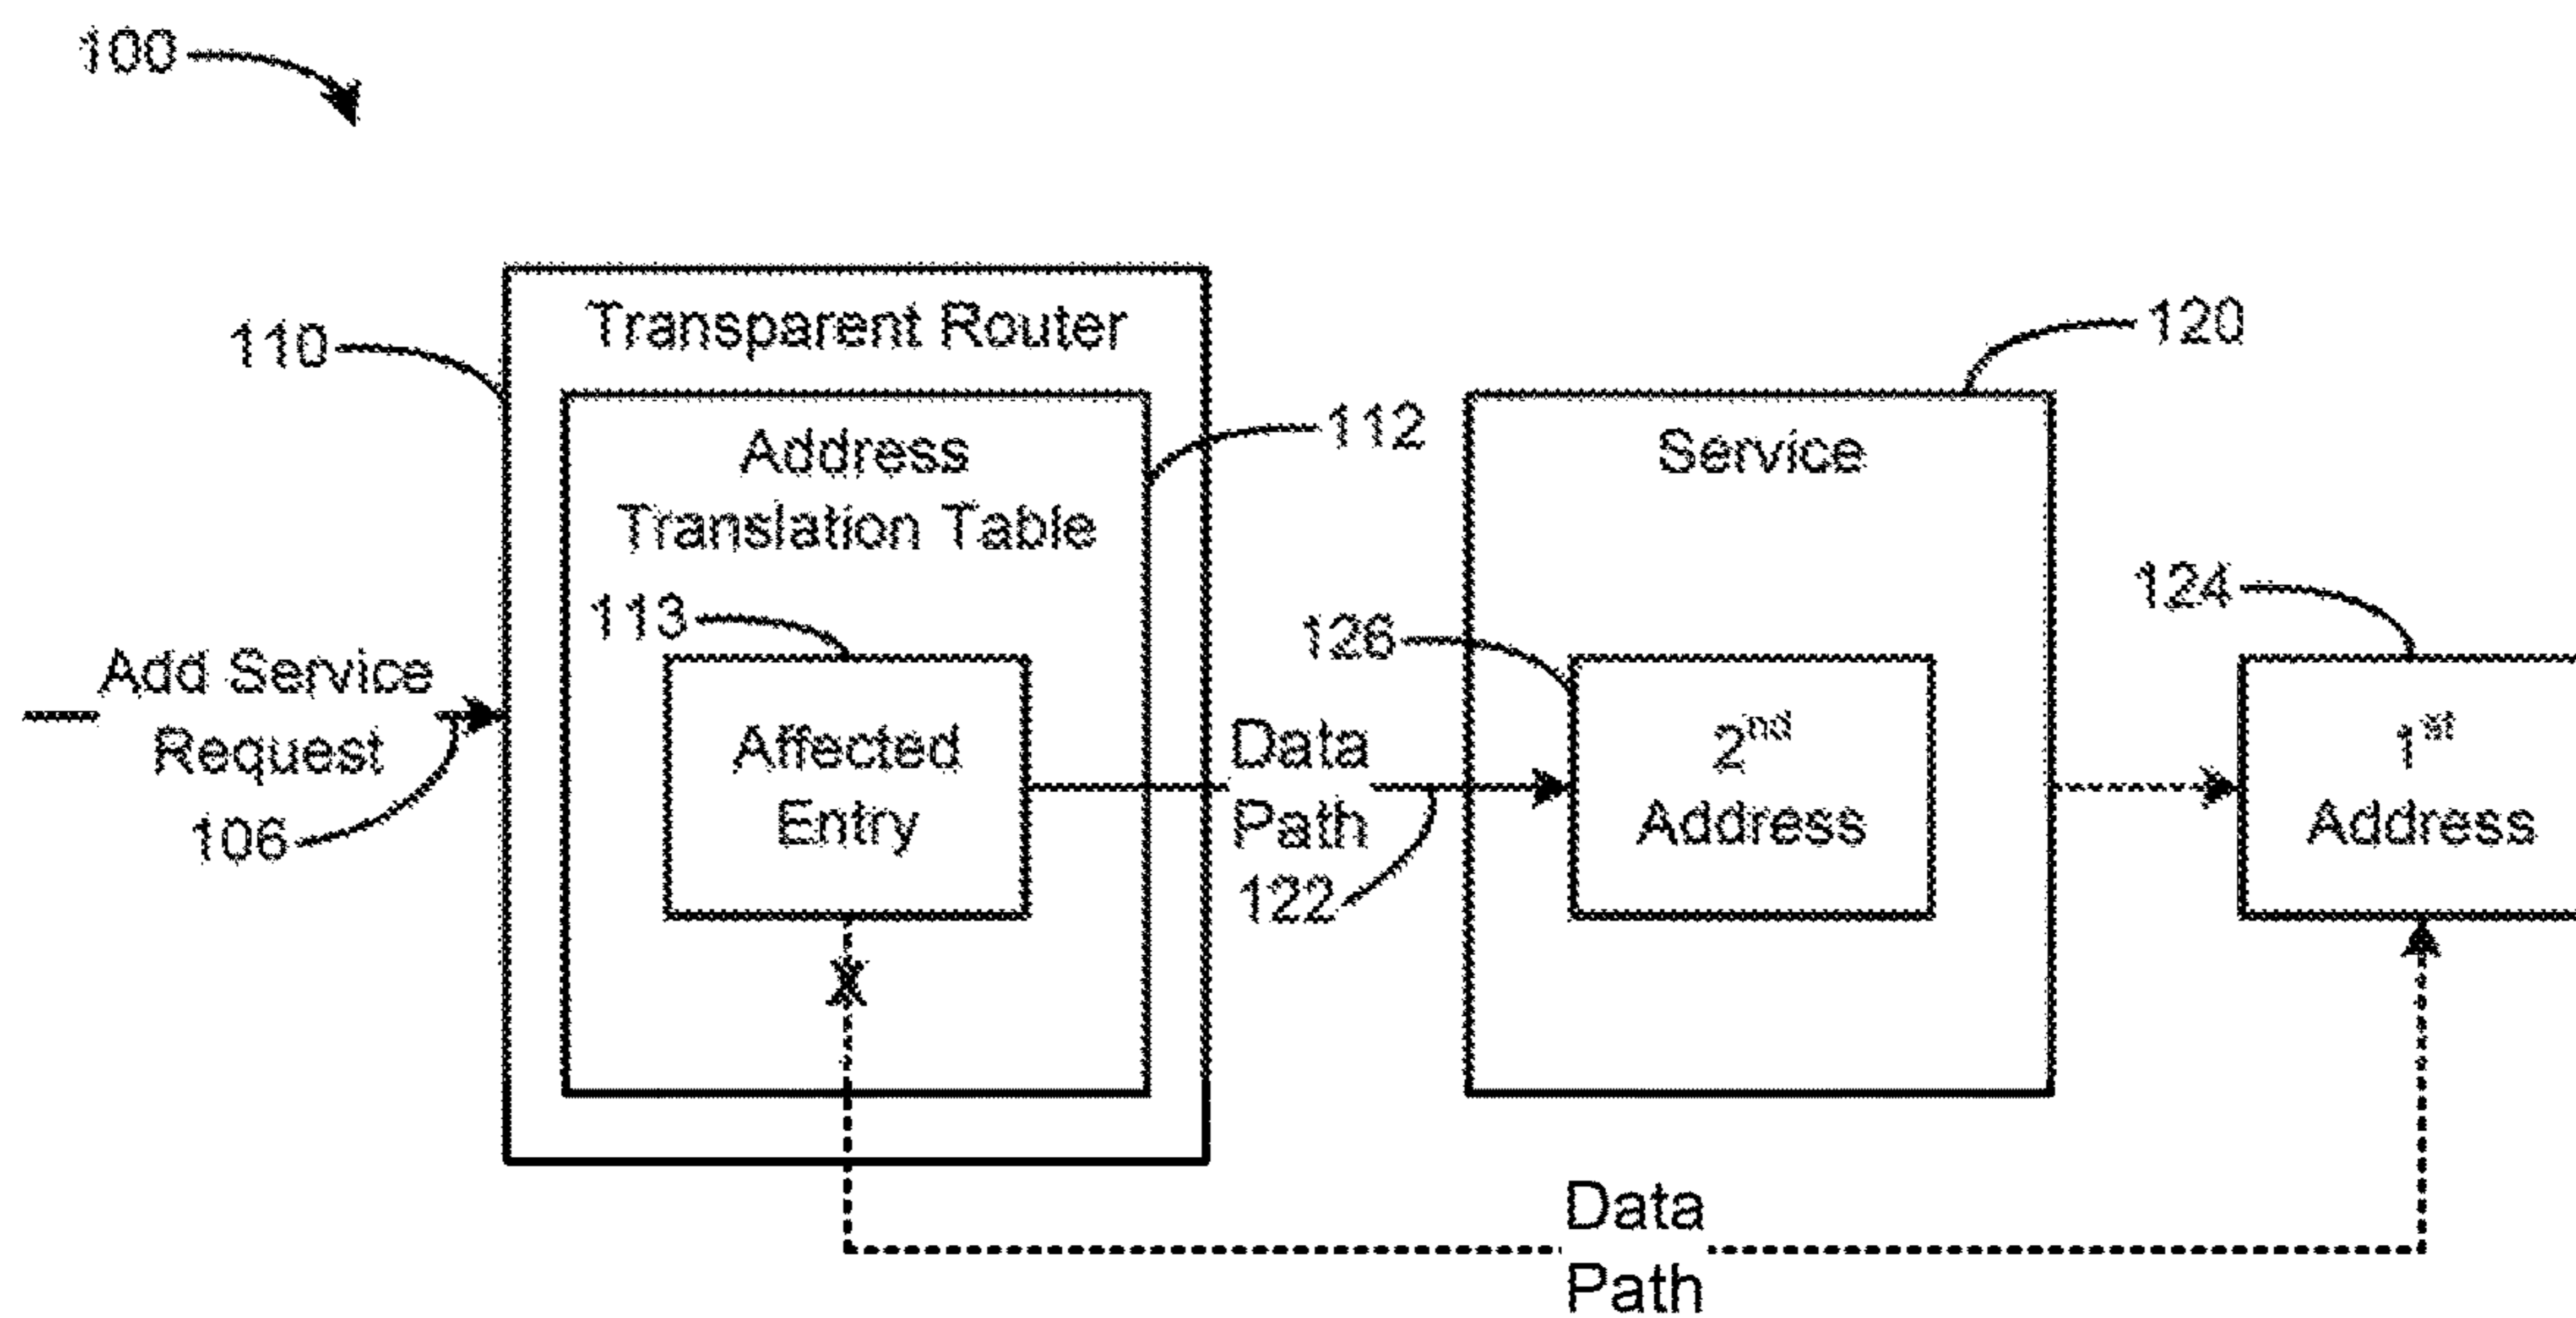 100
Transparent Router
110
120
Address
Translation Table
112
Service
113
126
124
Add Service
Request
106
Affected
Entry
Data
Path
122
2nd
Address
1st
Address
X
Data
Path